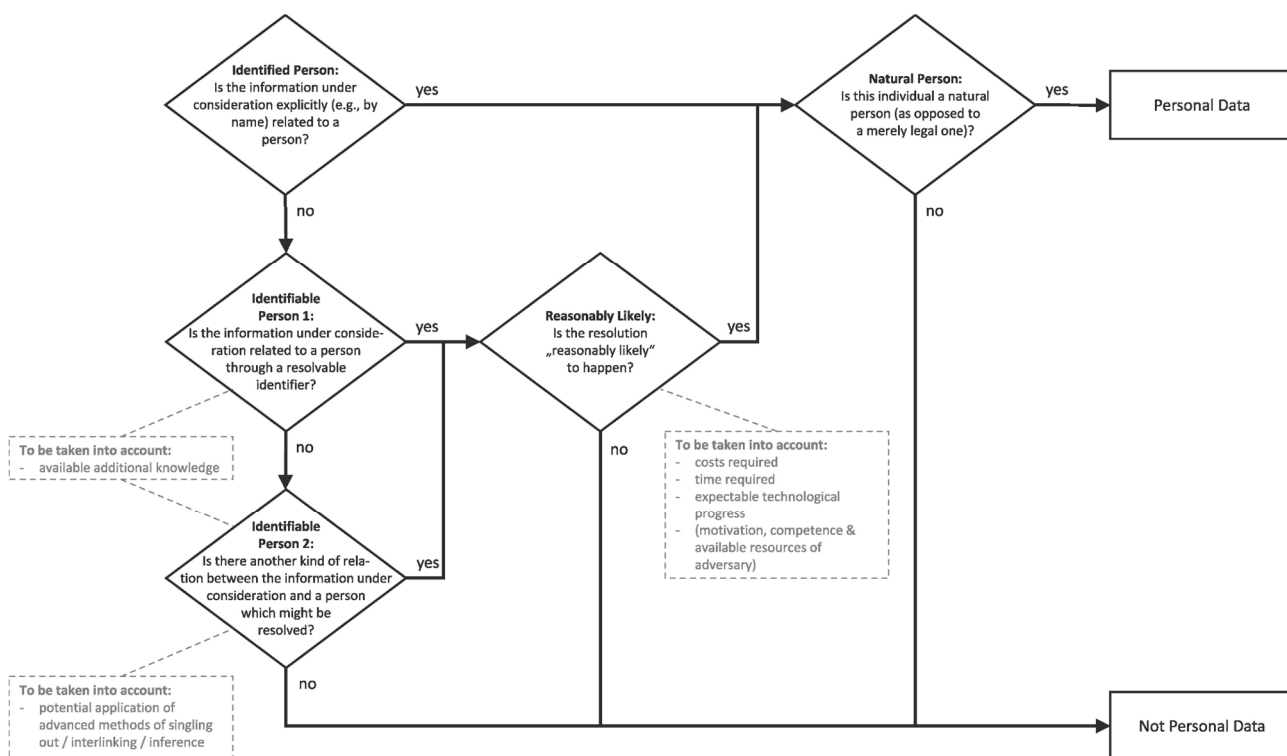 Identified Person:
Is the information under
consideration explicitly (e.g., by
name) related to a
person?
yes
Natural Person:
Is this individual a natural
person (as opposed to
a merely legal one)?
yes
Personal Data
no
no
Identifiable
Person 1:
Is the information under conside-
ration related to a person
through a resolvable
identifier?
yes
Reasonably Likely:
Is the resolution
„reasonably likely“
to happen?
yes
To be taken into account:
- available additional knowledge
no
no
To be taken into account:
- costs required
- time required
- expectable technological
progress
- (motivation, competence &
available resources of
adversary)
Identifiable
Person 2:
Is there another kind of rela-
tion between the information under
consideration and a person
which might be
resolved?
yes
no
To be taken into account:
- potential application of
advanced methods of singling
out / interlinking / inference
Not Personal Data